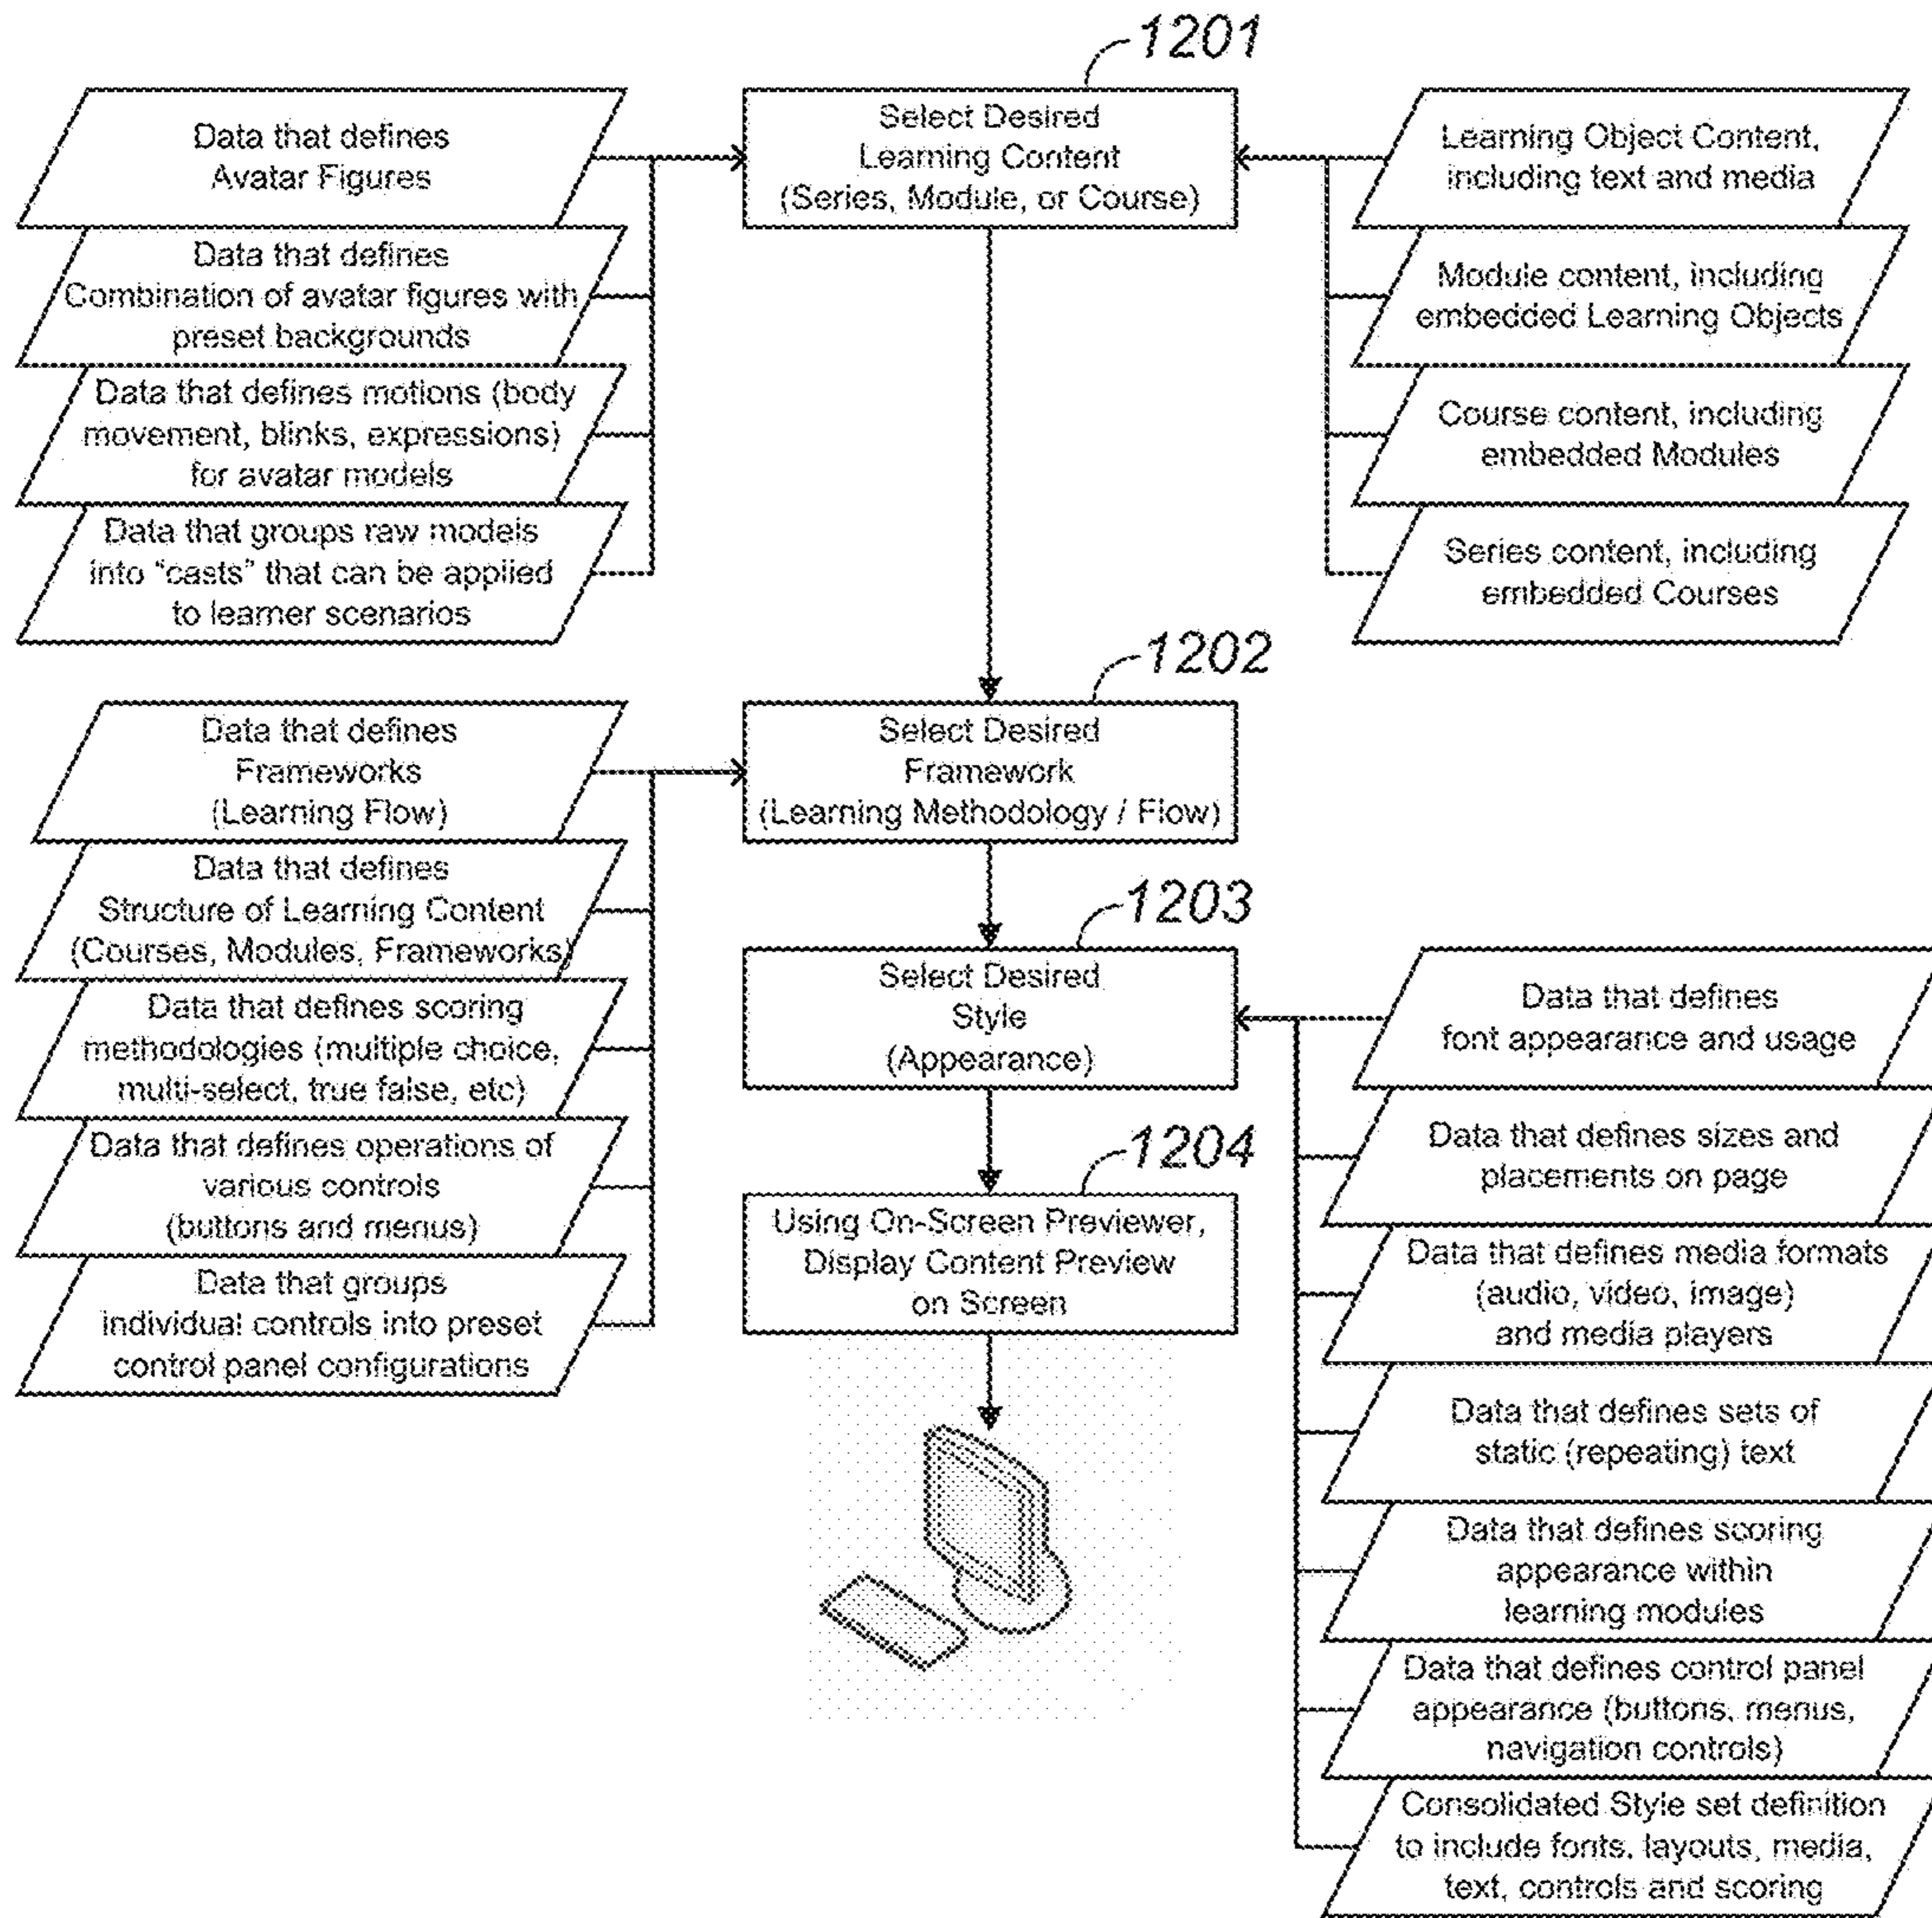 1201
Data that defines
Avatar Figures
Data that defines
Combination of avatar figures with
preset backgrounds
Data that defines motions (body
movement, blinks, expressions)
for avatar models
Data that groups raw models
into "casts" that can be applied
to learner scenarios
Select Desired
Learning Content
(Series, Module, or Course)
Learning Object Content,
including text and media
Module content, including
embedded Learning Objects
Course content, including
embedded Modules
Series content, including
embedded Courses
1202
Data that defines
Frameworks
(Learning Flow)
Data that defines
Structure of Learning Content
(Courses, Modules, Frameworks)
Data that defines scoring
methodologies (multiple choice,
multi-select, true false, etc)
Data that defines operations of
various controls
(buttons and menus)
Data that groups
individual controls into preset
control panel configurations
Select Desired
Framework
(Learning Methodology / Flow)
1203
Select Desired
Style
(Appearance)
1204
Using On-Screen Previewer,
Display Content Preview
on Screen
Data that defines
font appearance and usage
Data that defines sizes and
placements on page
Data that defines media formats
(audio, video, image)
and media players
Data that defines sets of
static (repeating) text
Data that defines scoring
appearance within
learning modules
Data that defines control panel
appearance (buttons, menus,
navigation controls)
Consolidated Style set definition
to include fonts, layouts, media,
text, controls and scoring